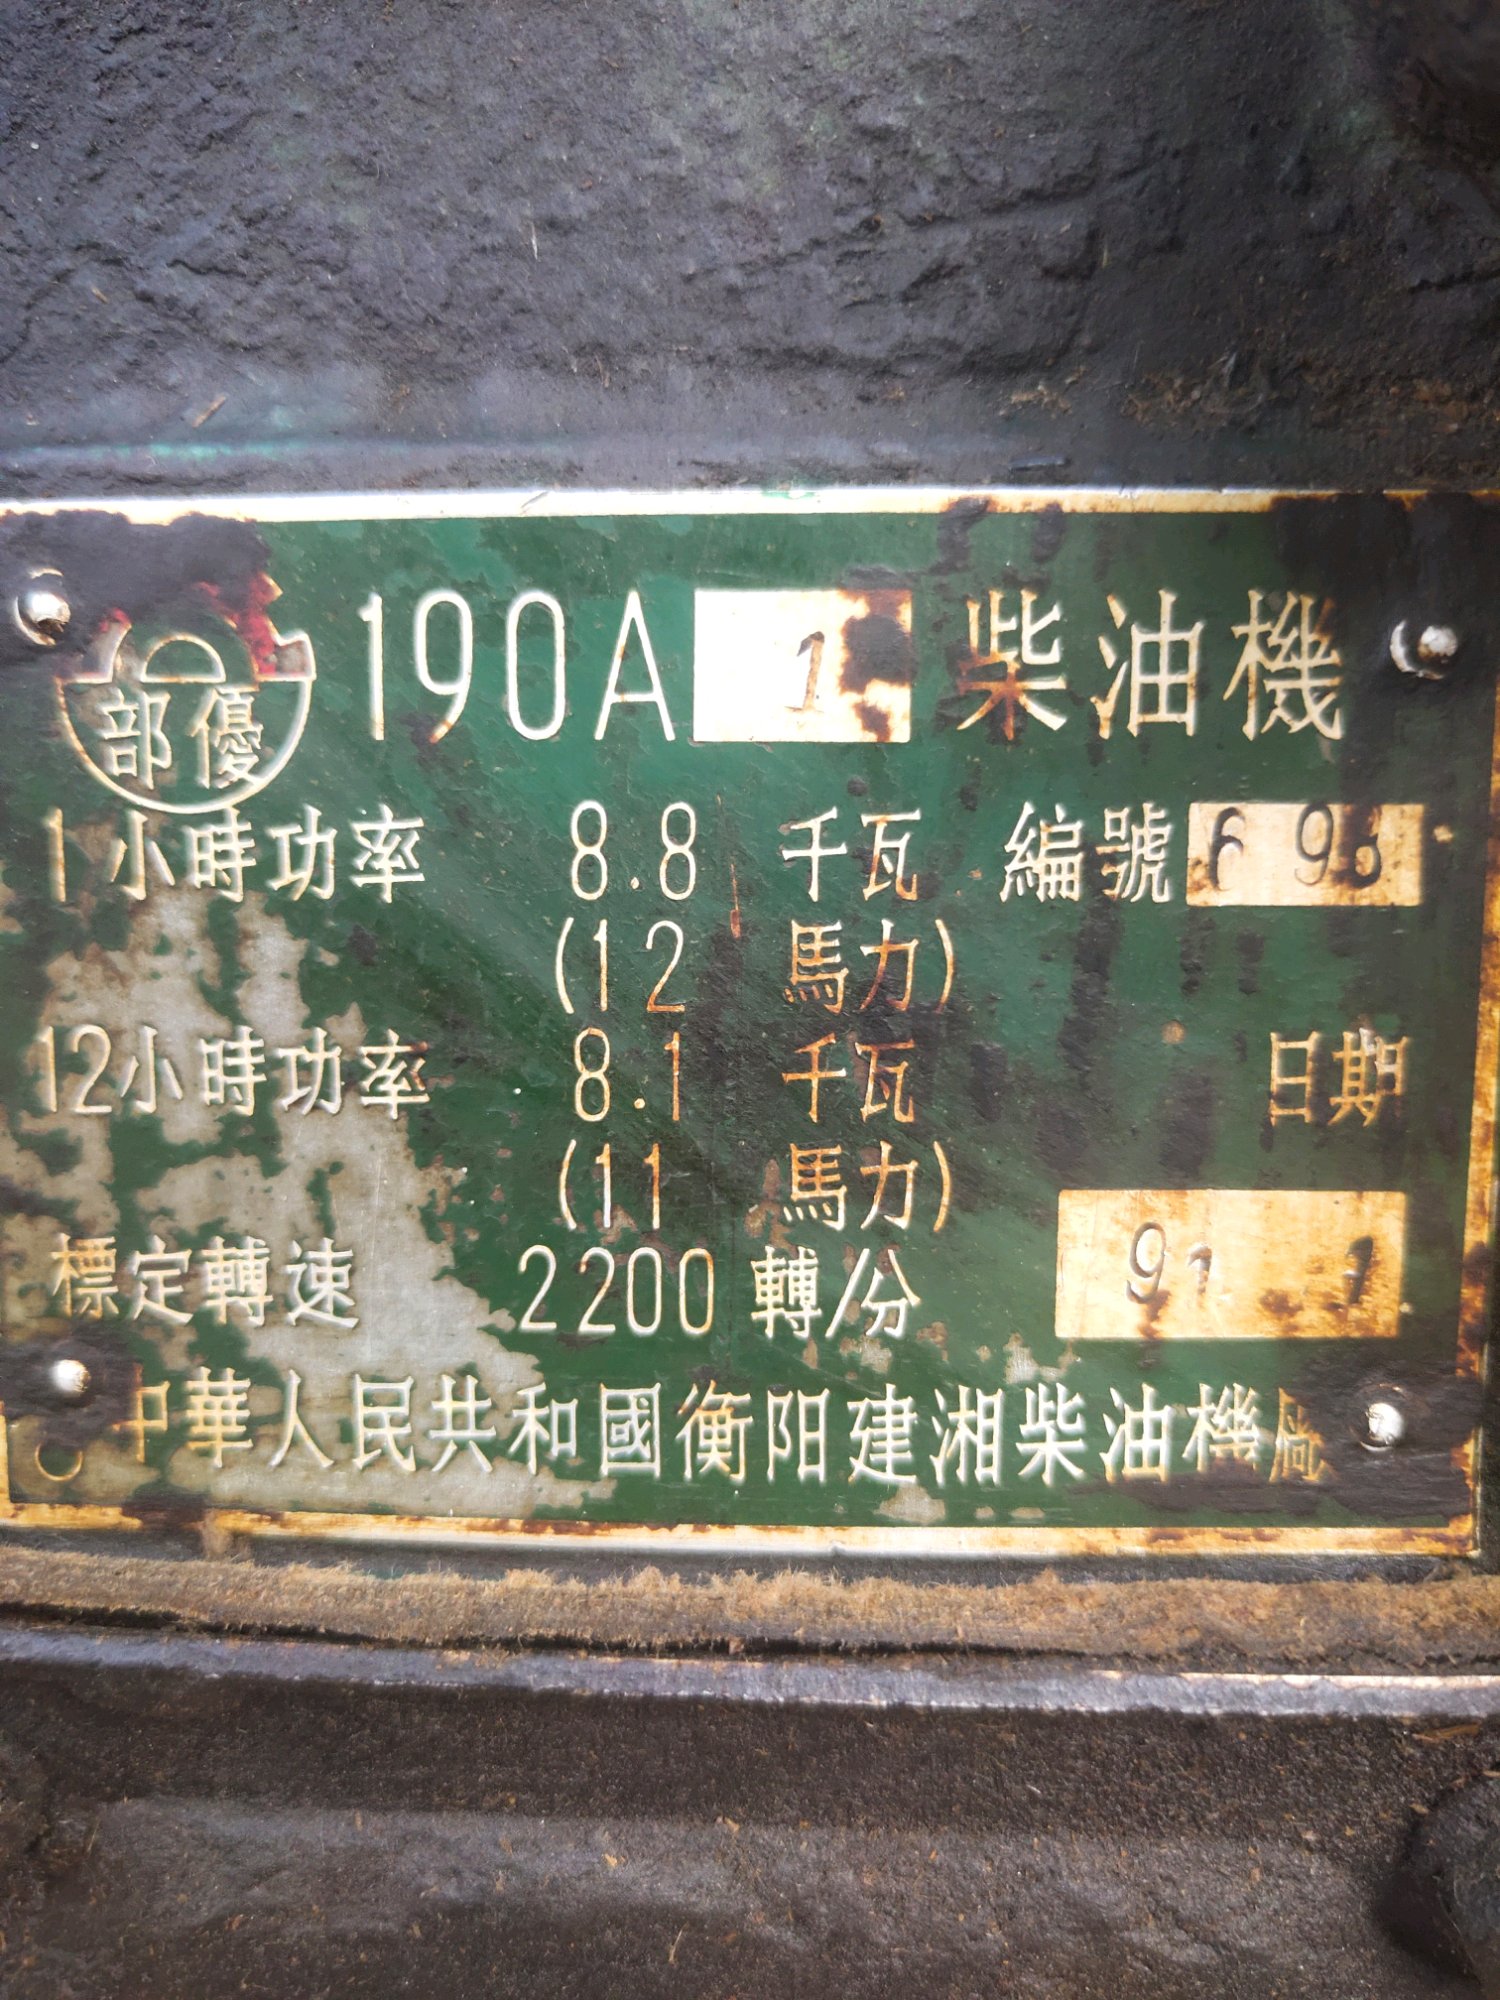 部優
190A 1 柴油機
1小時功率 8.8 千瓦 編號
(12 馬力)
12小時功率 8.1 千瓦 日期
(11 馬力)
標定轉速 2200 轉/分 91 1
中華人民共和國衡阳建湘柴油機廠